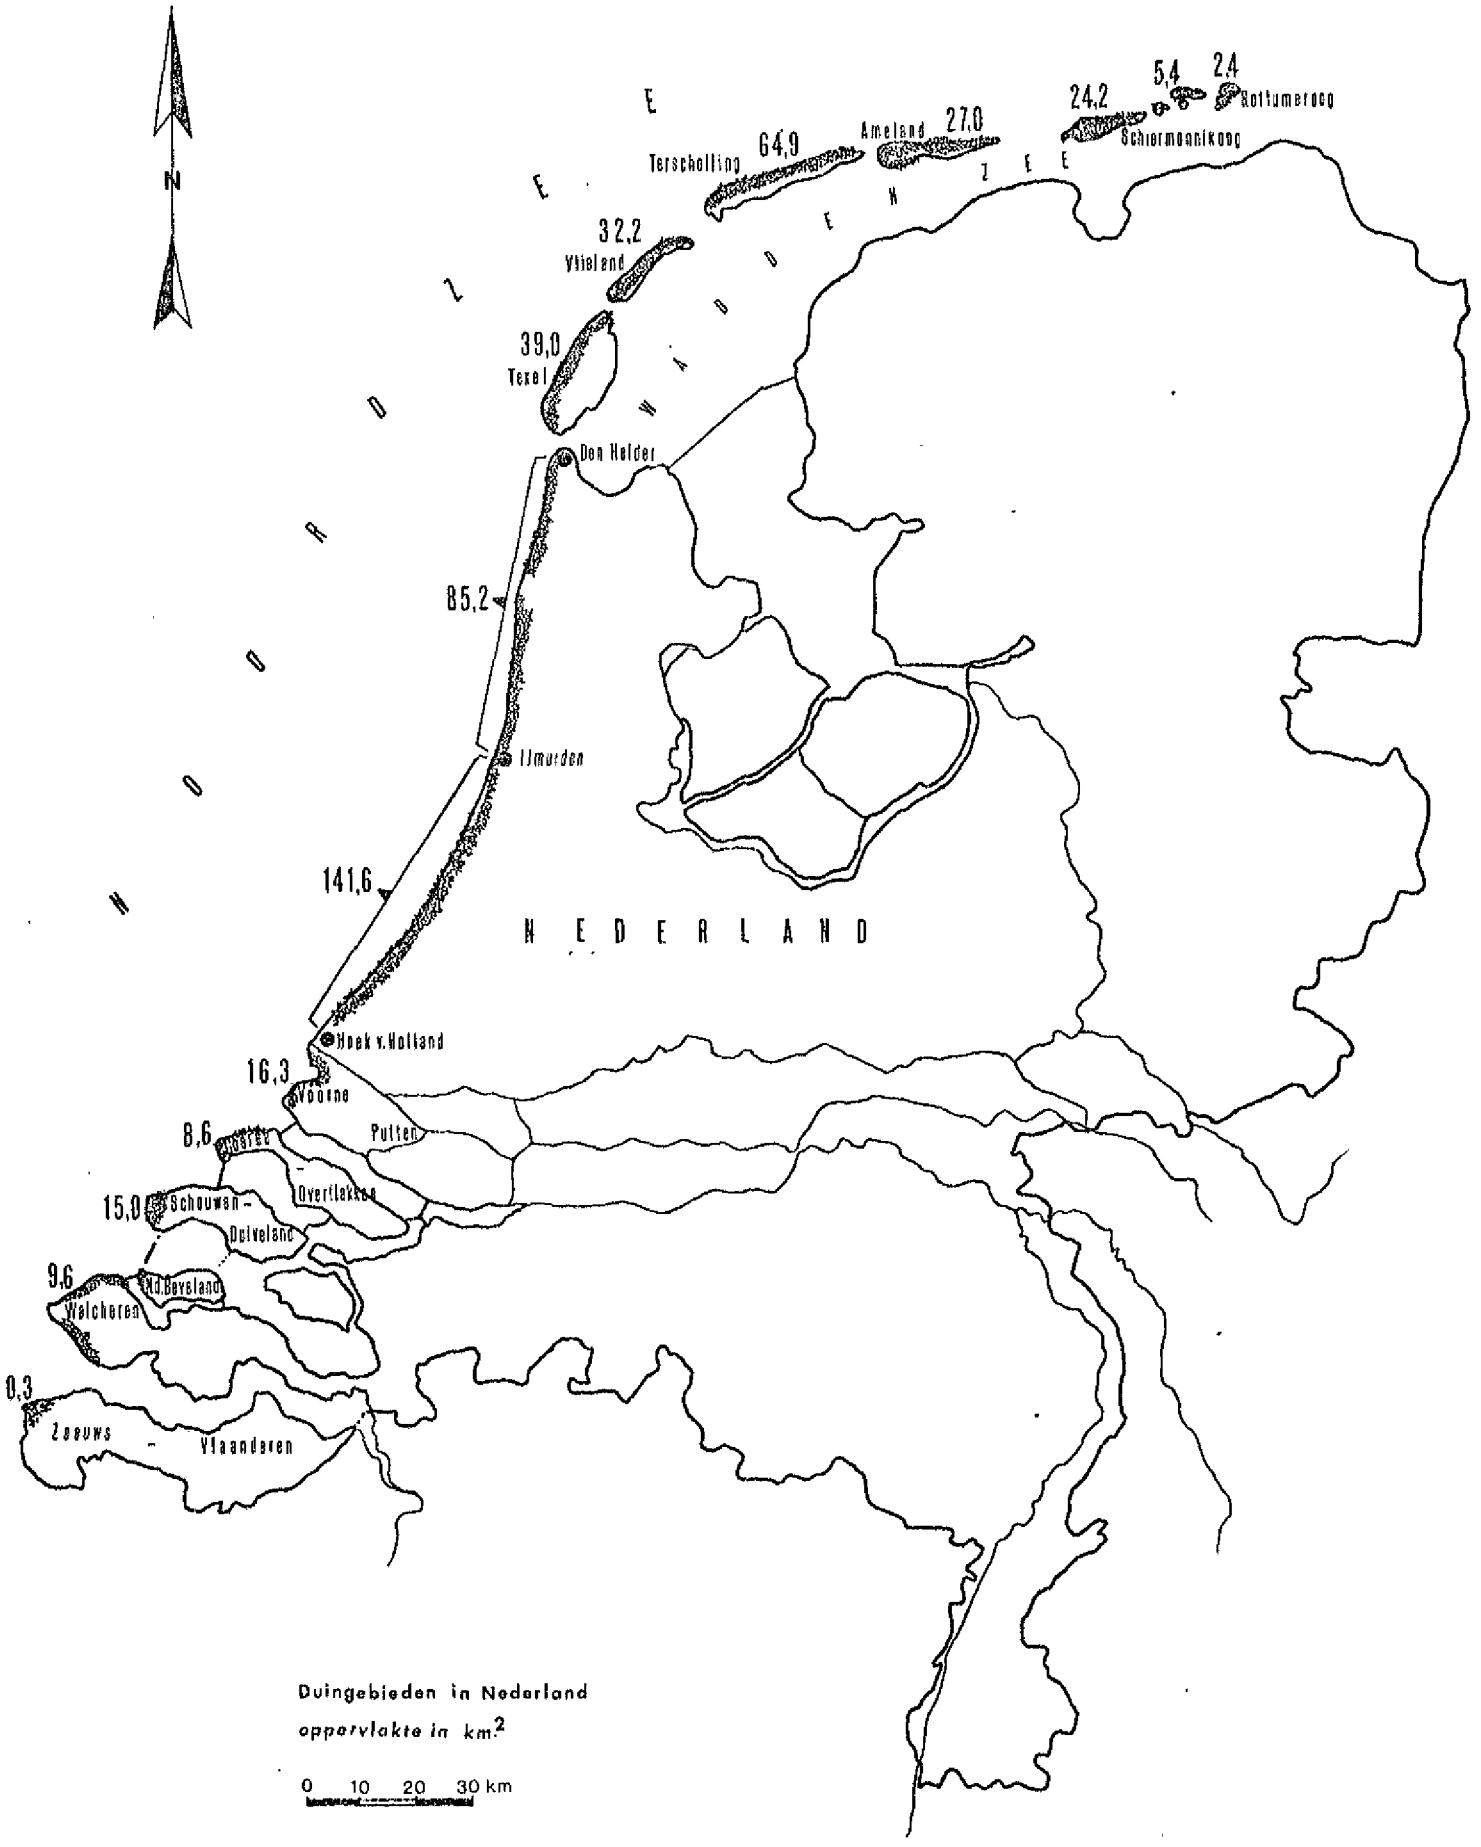 N
5,4
2,4
24,2
Rottumeroog
Schiermonnikoog
27,0
Ameland
64,9
Terschelling
32,2
Vlieland
39,0
Texel
WADDENZEE
NOORDZEE
Den Helder
85,2
IJmuiden
141,6
NEDERLAND
Hoek v. Holland
16,3
Voorne
Putten
8,6
Goeree
Overflakkee
15,0
Schouwen-
Duiveland
9,6
Nd. Beveland
Walcheren
0,3
Zeeuws - Vlaanderen
Duingebieden in Nederland
oppervlakte in km.²
0 10 20 30 km